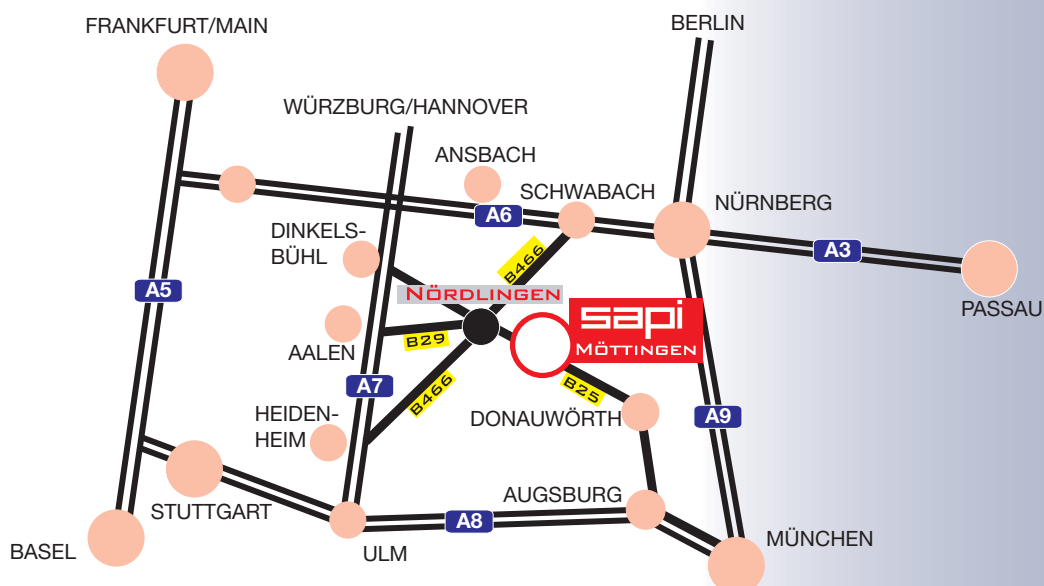 BERLIN
FRANKFURT/MAIN
WÜRZBURG/HANNOVER
ANSBACH
SCHWABACH
NÜRNBERG
A6
DINKELS-
BÜHL
A3
B466
A5
NÖRDLINGEN
PASSAU
sapi
MÖTTINGEN
B29
AALEN
A7
B466
B25
HEIDEN-
HEIM
DONAUWÖRTH
A9
AUGSBURG
STUTTGART
A8
MÜNCHEN
BASEL
ULM